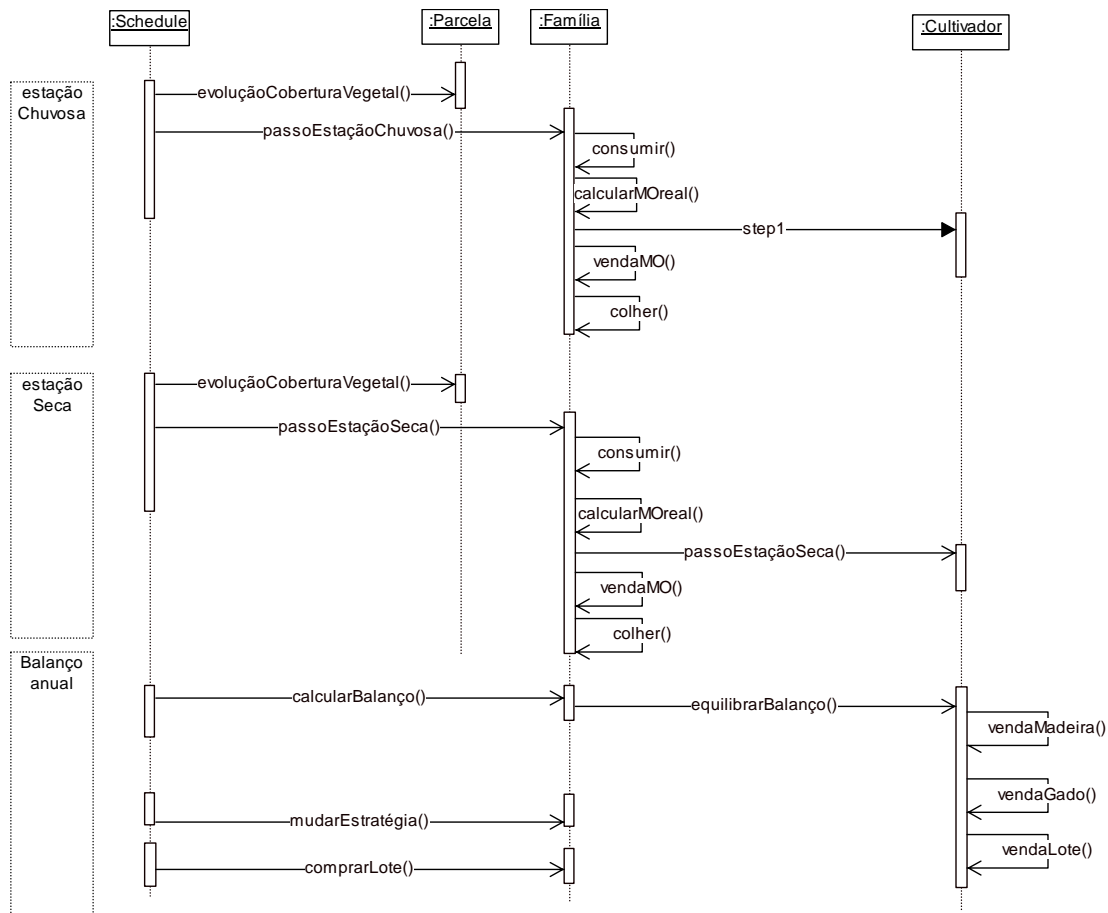 :Schedule
:Parcela
:Família
:Cultivador
estação
Chuvosa
evoluçãoCoberturaVegetal()
passoEstaçãoChuvosa()
consumir()
calcularMOreal()
step1
vendaMO()
colher()
estação
Seca
evoluçãoCoberturaVegetal()
passoEstaçãoSeca()
consumir()
calcularMOreal()
passoEstaçãoSeca()
vendaMO()
colher()
Balanço
anual
calcularBalanço()
equilibrarBalanço()
vendaMadeira()
vendaGado()
mudarEstratégia()
vendaLote()
comprarLote()